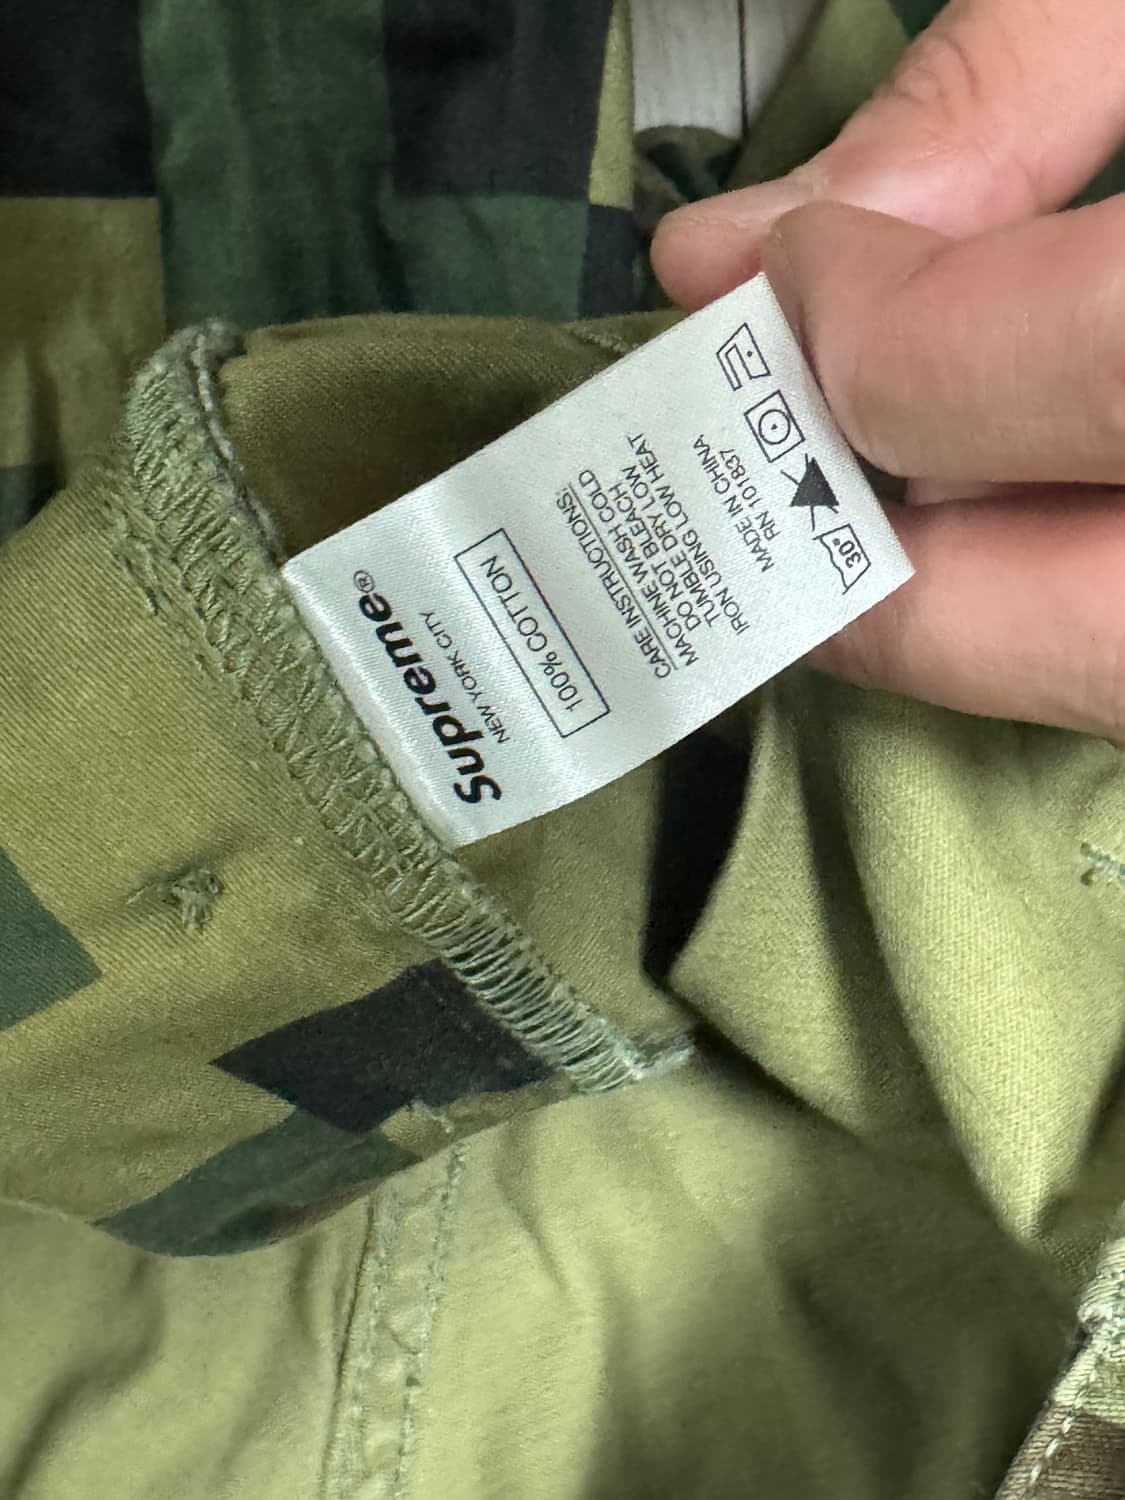 Supreme®
NEW YORK CITY
100% COTTON
CARE INSTRUCTIONS:
MACHINE WASH COLD
DO NOT BLEACH
TUMBLE DRY LOW
IRON USING LOW HEAT
MADE IN CHINA
RN 101837
30°